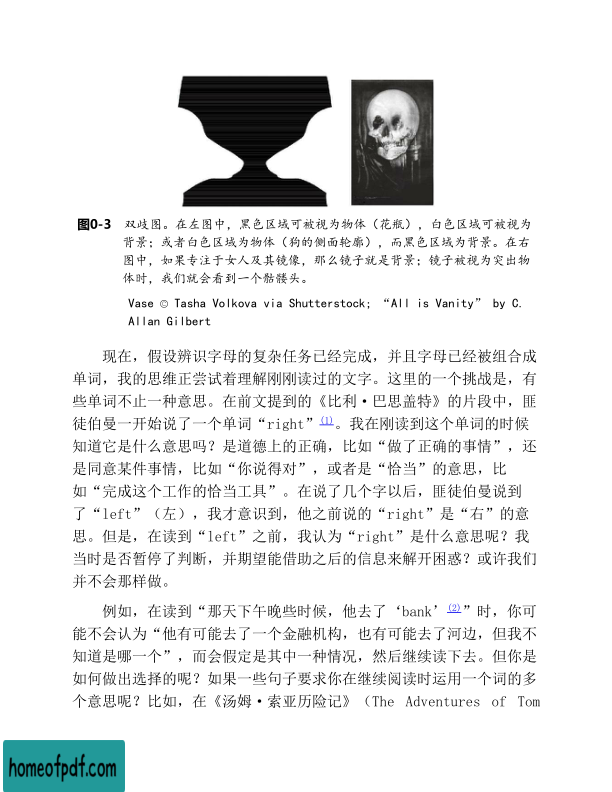 图0-3 双歧图。在左图中，黑色区域可被视为物体（花瓶），白色区域可被视为
背景；或者白色区域为物体（狗的侧面轮廓），而黑色区域为背景。在右
图中，如果专注于女人及其镜像，那么镜子就是背景；镜子被视为突出物
体时，我们就会看到一个骷髅头。
Vase © Tasha Volkova via Shutterstock; “All is Vanity” by C.
Allan Gilbert
现在，假设辨识字母的复杂任务已经完成，并且字母已经被组合成
单词，我的思维正尝试着理解刚刚读过的文字。这里的一个挑战是，有
些单词不止一种意思。在前文提到的《比利·巴思盖特》的片段中，匪
徒伯曼一开始说了一个单词“right”(1)。我在刚读到这个单词的时候
知道它是什么意思吗？是道德上的正确，比如“做了正确的事情”，还
是同意某件事情，比如“你说得对”，或者是“恰当”的意思，比
如“完成这个工作的恰当工具”。在说了几个字以后，匪徒伯曼说到
了“left”（左），我才意识到，他之前说的“right”是“右”的意
思。但是，在读到“left”之前，我认为“right”是什么意思呢？我
当时是否暂停了判断，并期望能借助之后的信息来解开困惑？或许我们
并不会那样做。
例如，在读到“那天下午晚些时候，他去了‘bank’(2)”时，你可
能不会认为“他有可能去了一个金融机构，也有可能去了河边，但我不
知道是哪一个”，而会假定是其中一种情况，然后继续读下去。但你是
如何做出选择的呢？如果一些句子要求你在继续阅读时运用一个词的多
个意思呢？比如，在《汤姆·索亚历险记》（The Adventures of Tom
homeofpdf.com